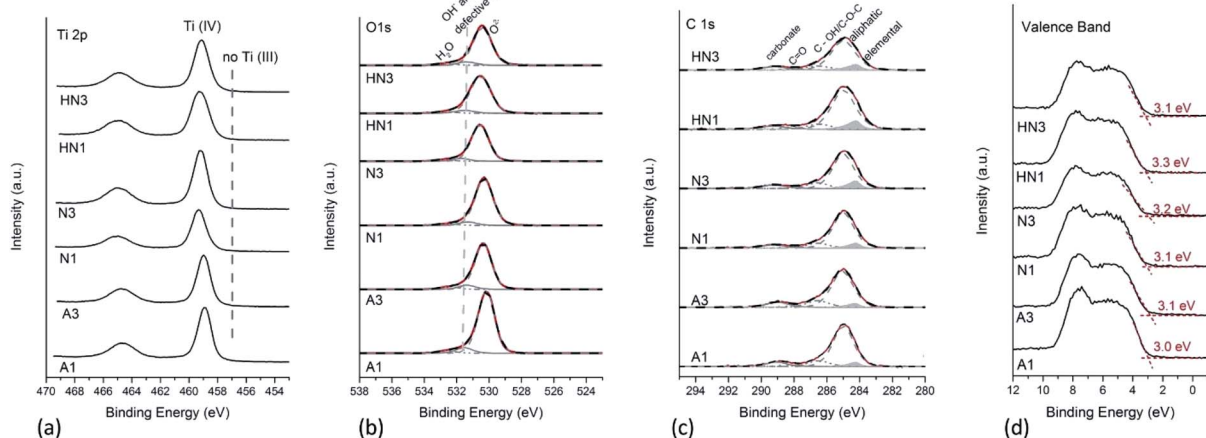 Ti 2p
Ti (IV)
no Ti (III)
HN3
HN1
N3
N1
A3
A1
Intensity (a.u.)
470 468 466 464 462 460 458 456 454
Binding Energy (eV)
(a)
O1s
H2O
OH- a
defective
O-2
HN3
HN1
N3
N1
A3
A1
Intensity (a.u.)
538 536 534 532 530 528 526 524
Binding Energy (eV)
(b)
C 1s
carbonate
C=O
C - OH/C-O-C
aliphatic
elemental
HN3
HN1
N3
N1
A3
A1
Intensity (a.u.)
294 292 290 288 286 284 282 280
Binding Energy (eV)
(c)
Valence Band
3.1 eV
HN3
3.3 eV
HN1
3.2 eV
N3
3.1 eV
N1
3.1 eV
A3
3.0 eV
A1
Inensity (a.u.)
12 10 8 6 4 2 0
Binding Energy (eV)
(d)